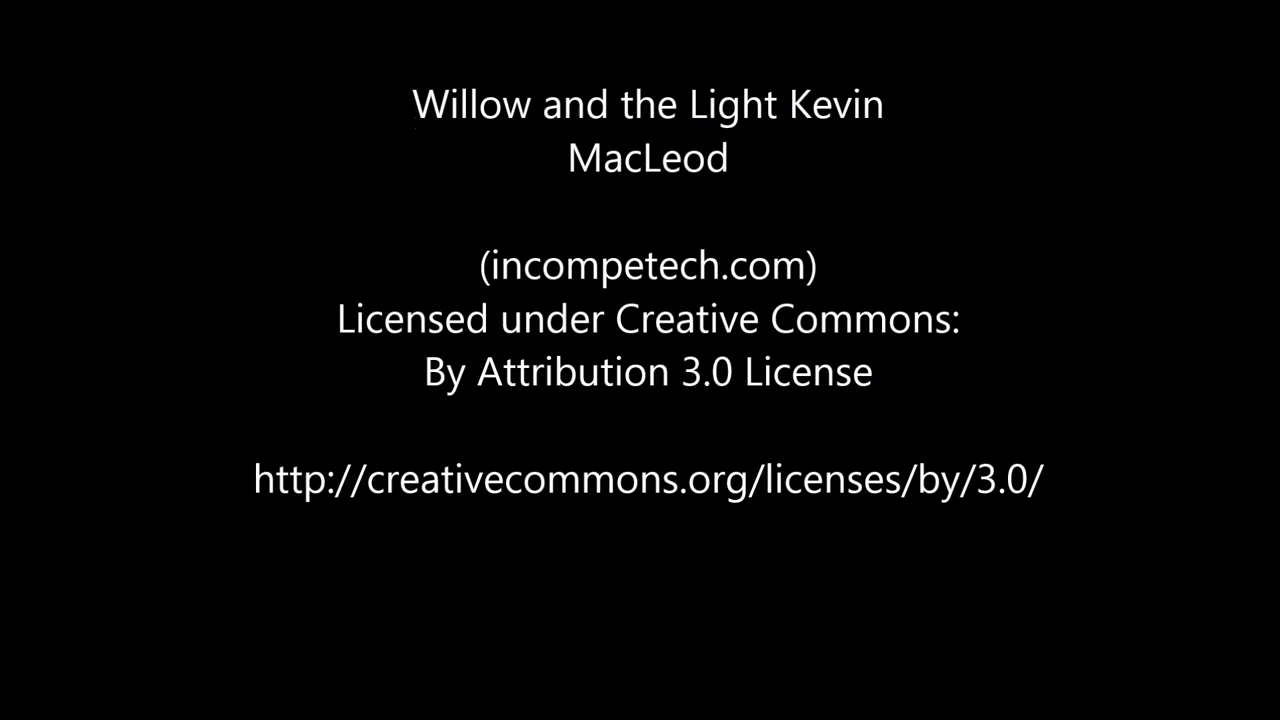 Willow and the Light Kevin
MacLeod
(incompetech.com)
Licensed under Creative Commons:
By Attribution 3.0 License
http://creativecommons.org/licenses/by/3.0/